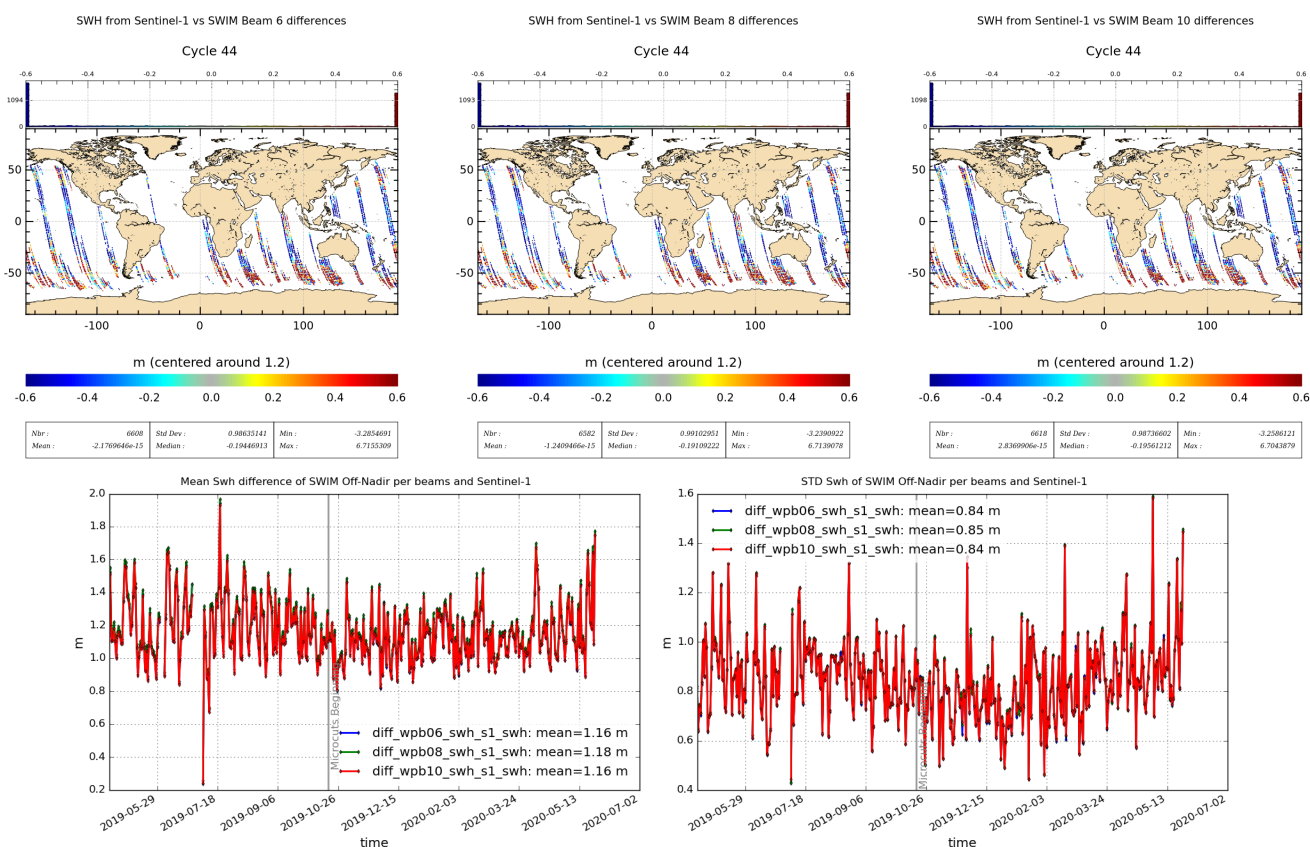 SWH from Sentinel-1 vs SWIM Beam 6 differences
Cycle 44
-0.6 -0.4 -0.2 0.0 0.2 0.4 0.6
1094
0
50
0
-50
-100 0 100
m (centered around 1.2)
-0.6 -0.4 -0.2 0.0 0.2 0.4 0.6
Nbr : 6608 Std Dev : 0.98635141 Min : -3.2854691
Mean : -2.1769646e-15 Median : -0.19446913 Max : 6.7155309
SWH from Sentinel-1 vs SWIM Beam 8 differences
Cycle 44
-0.6 -0.4 -0.2 0.0 0.2 0.4 0.6
1093
0
50
0
-50
-100 0 100
m (centered around 1.2)
-0.6 -0.4 -0.2 0.0 0.2 0.4 0.6
Nbr : 6582 Std Dev : 0.99102951 Min : -3.2390922
Mean : -1.2409466e-15 Median : -0.19109222 Max : 6.7139078
SWH from Sentinel-1 vs SWIM Beam 10 differences
Cycle 44
-0.6 -0.4 -0.2 0.0 0.2 0.4 0.6
1098
0
50
0
-50
-100 0 100
m (centered around 1.2)
-0.6 -0.4 -0.2 0.0 0.2 0.4 0.6
Nbr : 6618 Std Dev : 0.98736602 Min : -3.2586121
Mean : 2.8369906e-15 Median : -0.19561212 Max : 6.7043879
Mean Swh difference of SWIM Off-Nadir per beams and Sentinel-1
2.0
1.8
1.6
1.4
1.2
1.0
0.8
0.6
0.4
0.2
m
Microcuts Begin
diff_wpb06_swh_s1_swh: mean=1.16 m
diff_wpb08_swh_s1_swh: mean=1.18 m
diff_wpb10_swh_s1_swh: mean=1.16 m
2019-05-29 2019-07-18 2019-09-06 2019-10-26 2019-12-15 2020-02-03 2020-03-24 2020-05-13 2020-07-02
time
STD Swh of SWIM Off-Nadir per beams and Sentinel-1
1.6
1.4
1.2
1.0
0.8
0.6
0.4
m
diff_wpb06_swh_s1_swh: mean=0.84 m
diff_wpb08_swh_s1_swh: mean=0.85 m
diff_wpb10_swh_s1_swh: mean=0.84 m
Microcuts
2019-05-29 2019-07-18 2019-09-06 2019-10-26 2019-12-15 2020-02-03 2020-03-24 2020-05-13 2020-07-02
time